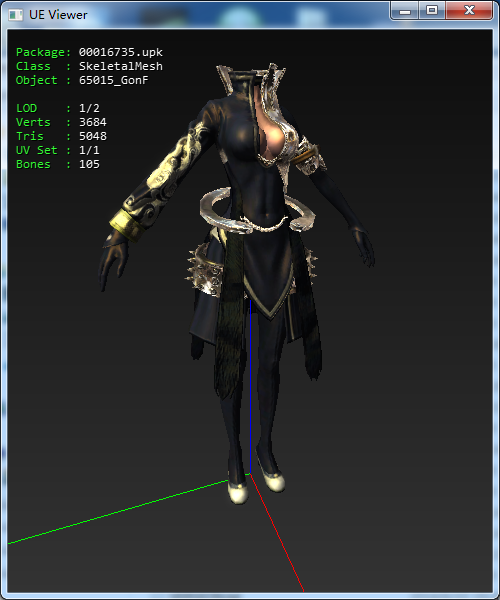 UE Viewer
Package: 00016735.upk
Class : SkeletalMesh
Object : 65015_GonF
LOD : 1/2
Verts : 3684
Tris : 5048
UV Set : 1/1
Bones : 105